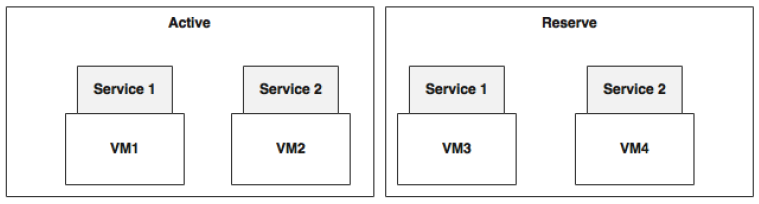 Active
Service 1
Service 2
VM1
VM2
Reserve
Service 1
Service 2
VM3
VM4